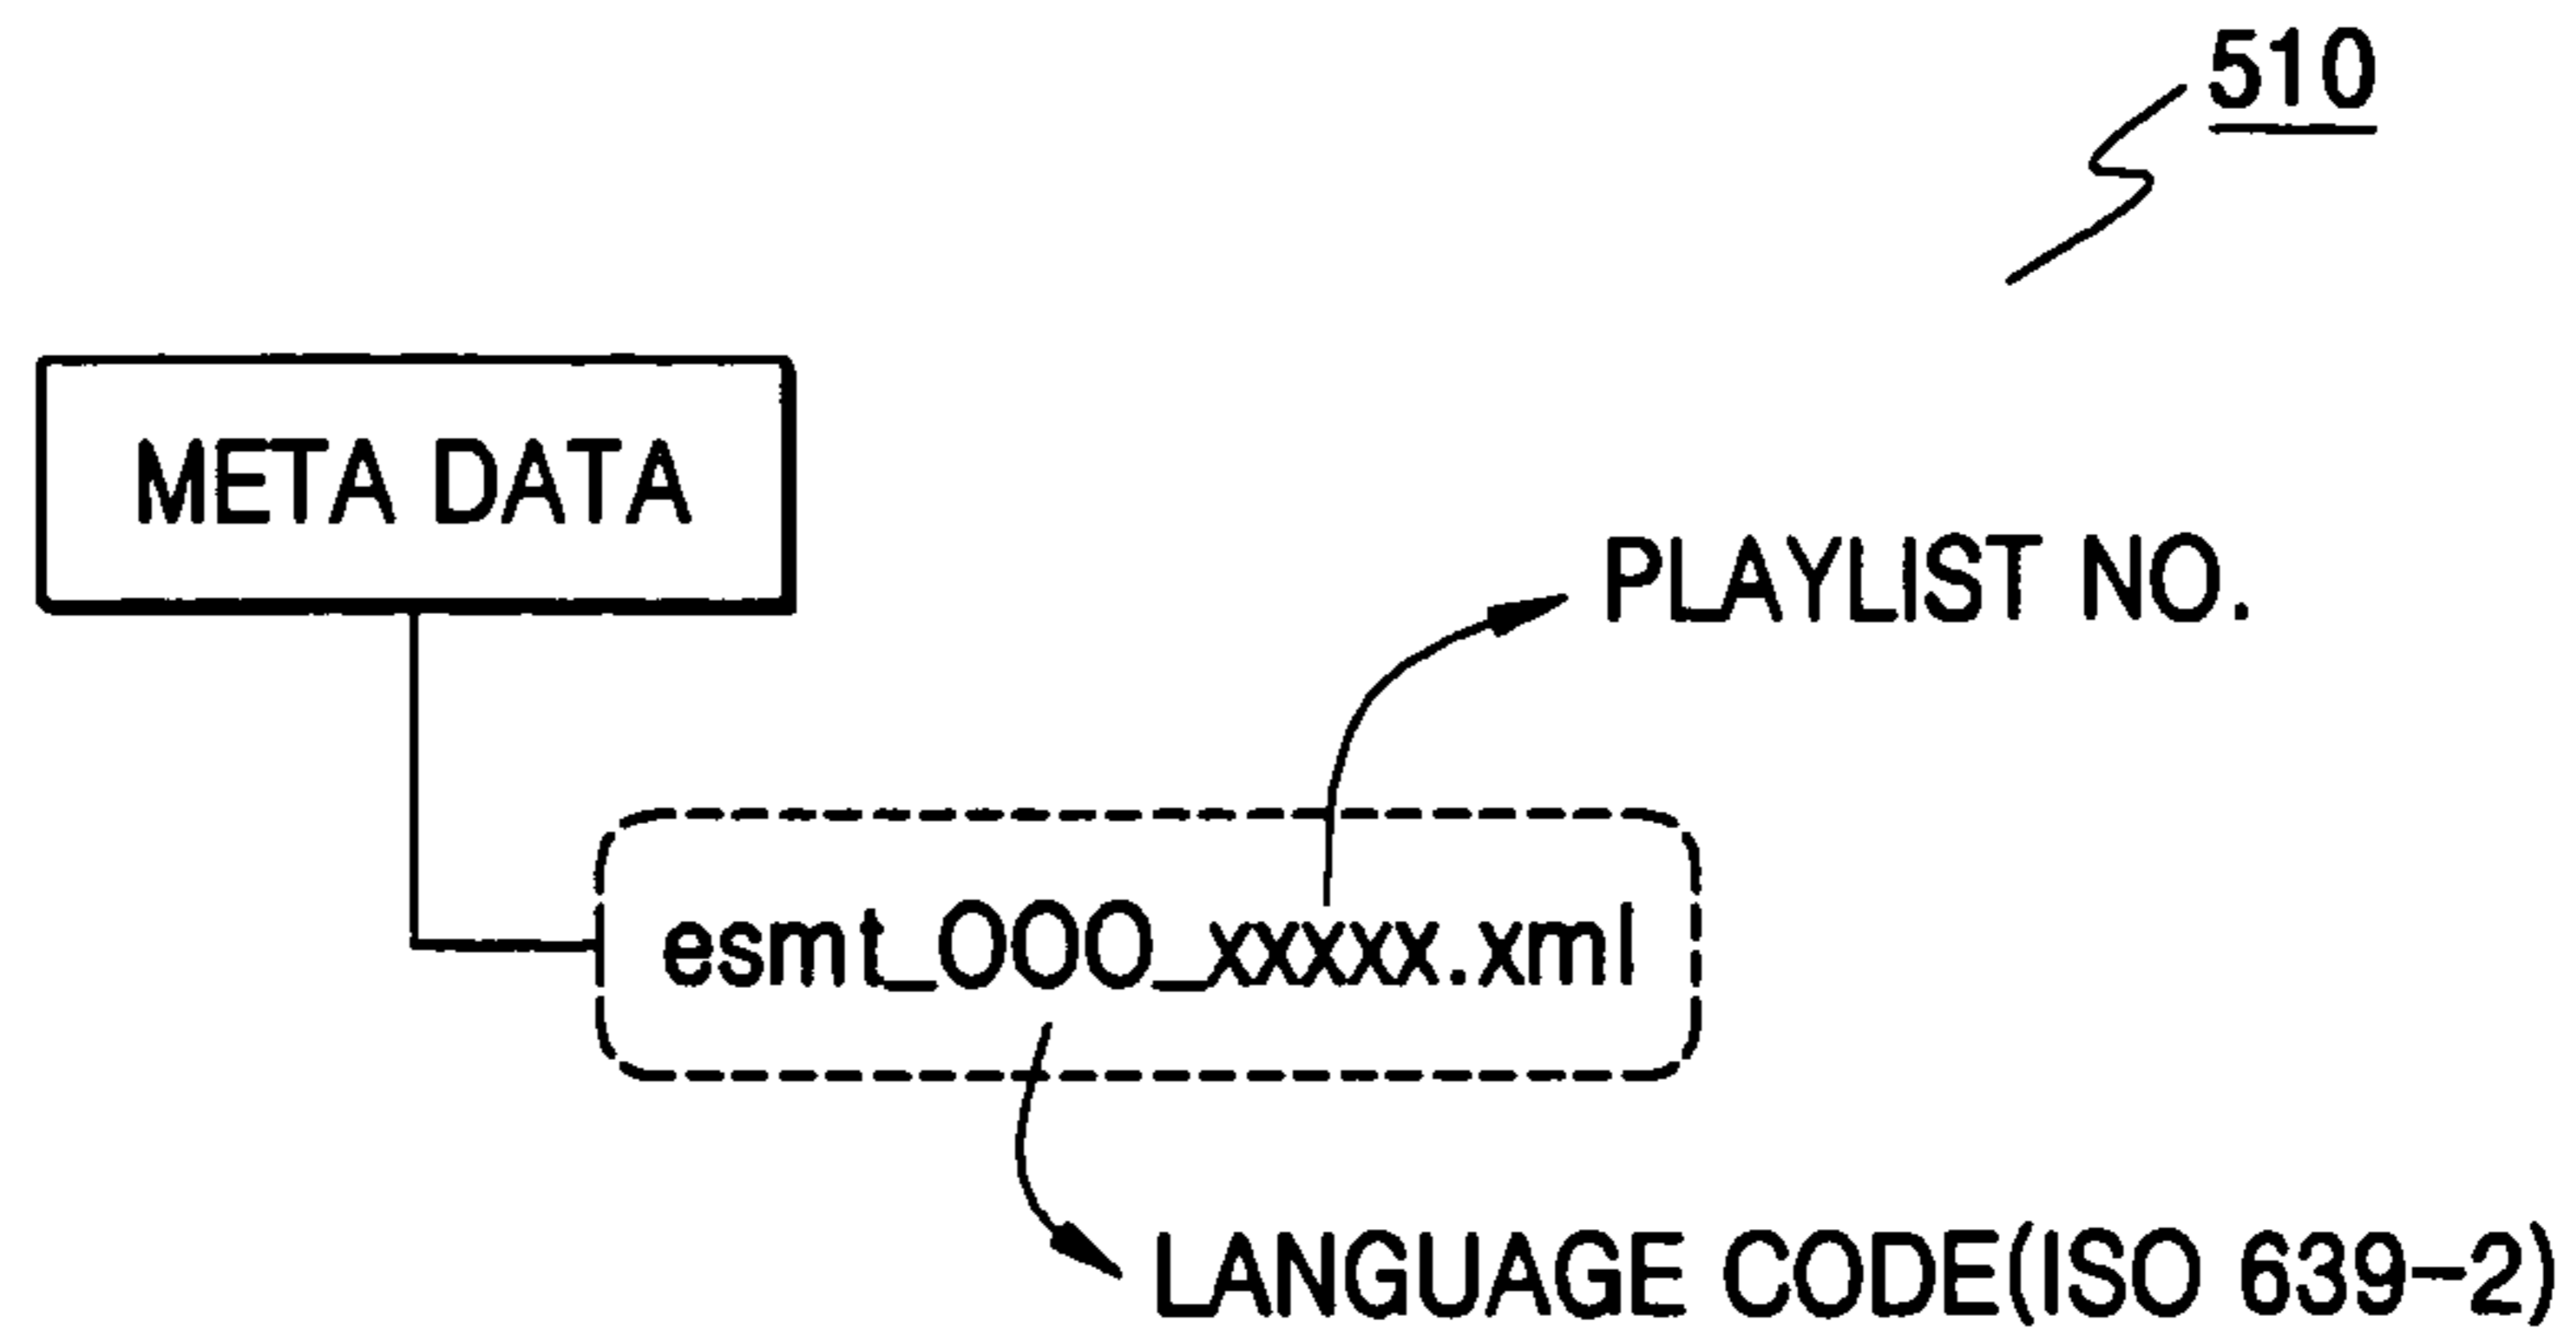 510
META DATA
PLAYLIST NO.
esmt_OOO_xxxxx.xml
LANGUAGE CODE(ISO 639-2)